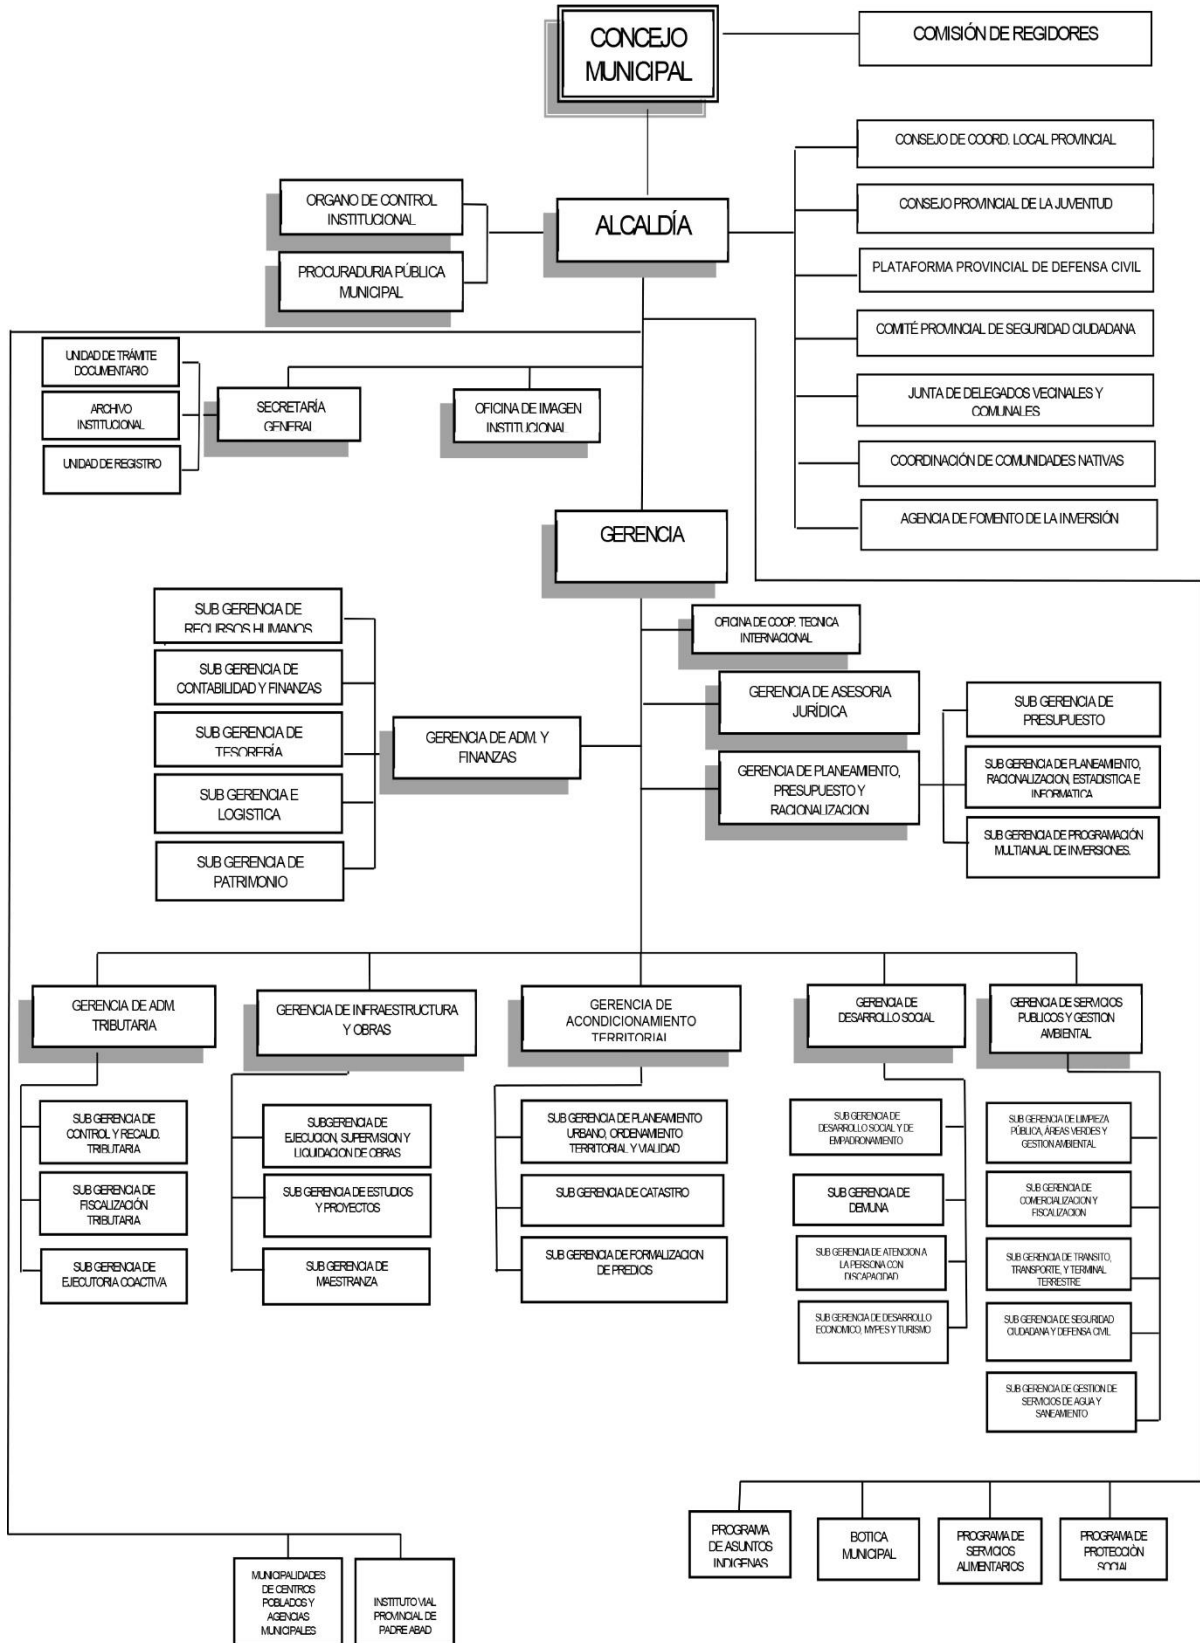 CONCEJO
MUNICIPAL
COMISIÓN DE REGIDORES
CONSEJO DE COORD. LOCAL PROVINCIAL
CONSEJO PROVINCIAL DE LA JUVENTUD
PLATAFORMA PROVINCIAL DE DEFENSA CIVIL
COMITÉ PROVINCIAL DE SEGURIDAD CIUDADANA
JUNTA DE DELEGADOS VECINALES Y
COMUNALES
COORDINACIÓN DE COMUNIDADES NATIVAS
AGENCIA DE FOMENTO DE LA INVERSIÓN
ORGANO DE CONTROL
INSTITUCIONAL
PROCURADURIA PÚBLICA
MUNICIPAL
ALCALDÍA
UNIDAD DE TRÁMITE
DOCUMENTARIO
ARCHIVO
INSTITUCIONAL
UNIDAD DE REGISTRO
SECRETARÍA
GENERAL
OFICINA DE IMAGEN
INSTITUCIONAL
GERENCIA
SUB GERENCIA DE
RECURSOS HUMANOS
SUB GERENCIA DE
CONTABILIDAD Y FINANZAS
SUB GERENCIA DE
TESORERÍA
SUB GERENCIA E
LOGISTICA
SUB GERENCIA DE
PATRIMONIO
GERENCIA DE ADM. Y
FINANZAS
OFICINA DE COOP. TECNICA
INTERNACIONAL
GERENCIA DE ASESORIA
JURÍDICA
GERENCIA DE PLANEAMIENTO,
PRESUPUESTO Y
RACIONALIZACION
SUB GERENCIA DE
PRESUPUESTO
SUB GERENCIA DE PLANEAMIENTO,
RACIONALIZACION, ESTADISTICA E
INFORMATICA
SUB GERENCIA DE PROGRAMACIÓN
MULTIANUAL DE INVERSIONES.
GERENCIA DE ADM.
TRIBUTARIA
SUB GERENCIA DE
CONTROL Y RECAUD.
TRIBUTARIA
SUB GERENCIA DE
FISCALIZACIÓN
TRIBUTARIA
SUB GERENCIA DE
EJECUTORIA COACTIVA
GERENCIA DE INFRAESTRUCTURA
Y OBRAS
SUBGERENCIA DE
EJECUCION, SUPERVISION Y
LIQUIDACION DE OBRAS
SUB GERENCIA DE ESTUDIOS
Y PROYECTOS
SUB GERENCIA DE
MAESTRANZA
GERENCIA DE
ACONDICIONAMIENTO
TERRITORIAL
SUB GERENCIA DE PLANEAMIENTO
URBANO, ORDENAMIENTO
TERRITORIAL Y VIALIDAD
SUB GERENCIA DE CATASTRO
SUB GERENCIA DE FORMALIZACION
DE PREDIOS
GERENCIA DE
DESARROLLO SOCIAL
SUB GERENCIA DE
DESARROLLO SOCIAL Y DE
EMPADRONAMIENTO
SUB GERENCIA DE
DEMUNA
SUB GERENCIA DE ATENCION A
LA PERSONA CON
DISCAPACIDAD
SUB GERENCIA DE DESARROLLO
ECONOMICO, MYPES Y TURISMO
GERENCIA DE SERVICIOS
PUBLICOS Y GESTION
AMBIENTAL
SUB GERENCIA DE LIMPIEZA
PÚBLICA, ÁREAS VERDES Y
GESTION AMBIENTAL
SUB GERENCIA DE
COMERCIALIZACION Y
FISCALIZACION
SUB GERENCIA DE TRANSITO,
TRANSPORTE, Y TERMINAL
TERRESTRE
SUB GERENCIA DE SEGURIDAD
CIUDADANA Y DEFENSA CIVIL
SUB GERENCIA DE GESTION DE
SERVICIOS DE AGUA Y
SANEAMIENTO
PROGRAMA
DE ASUNTOS
INDIGENAS
BOTICA
MUNICIPAL
PROGRAMA DE
SERVICIOS
ALIMENTARIOS
PROGRAMA DE
PROTECCIÒN
SOCIAL
MUNICIPALIDADES
DE CENTROS
POBLADOS Y
AGENCIAS
MUNICIPALES
INSTITUTO VIAL
PROVINCIAL DE
PADRE ABAD